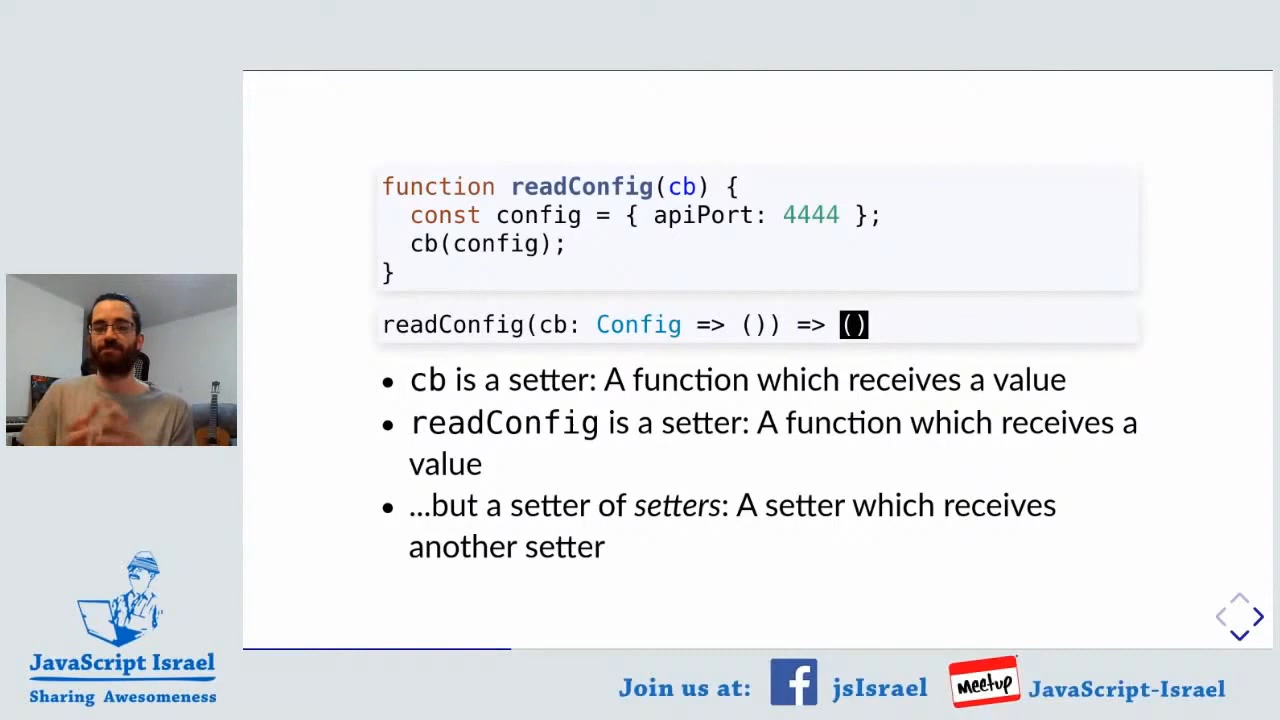 function readConfig(cb) {
const config = { apiPort: 4444 };
cb(config);
}
readConfig(cb: Config => ()) => ()
• cb is a setter: A function which receives a value
• readConfig is a setter: A function which receives a
value
• ...but a setter of setters: A setter which receives
another setter
JavaScript Israel
Sharing Awesomeness
Join us at: f jsIsrael Meetup JavaScript-Israel